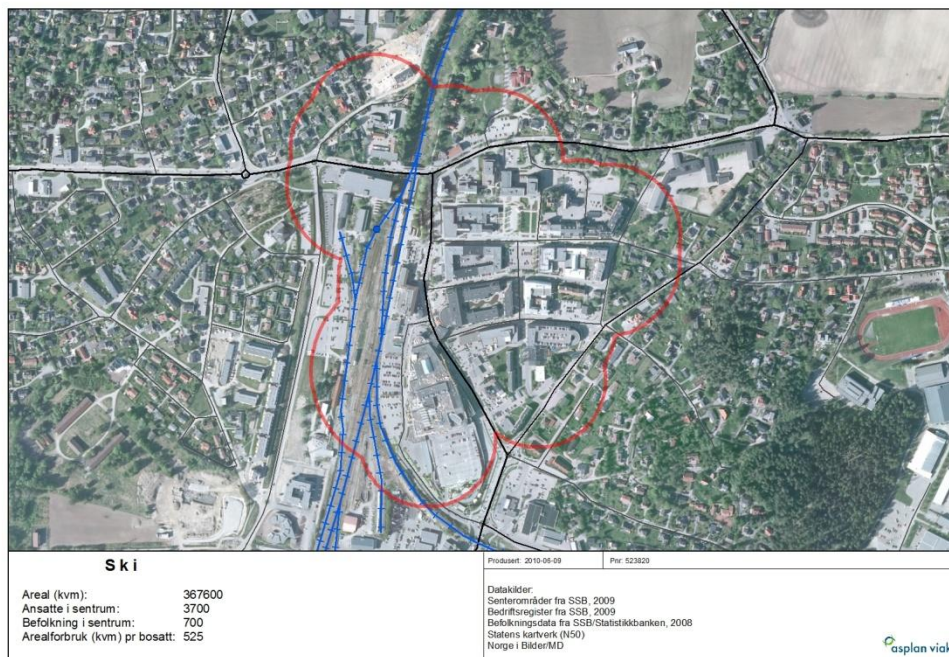 Ski
Areal (kvm): 367600
Ansatte i sentrum: 3700
Befolkning i sentrum: 700
Arealforbruk (kvm) pr bosatt: 525
Produsert: 2010-06-09 Pnr: 523820
Datakilder:
Senterområder fra SSB, 2009
Bedriftsregister fra SSB, 2009
Befolkningsdata fra SSB/Statistikkbanken, 2008
Statens kartverk (N50)
Norge i Bilder/MD
asplan viak